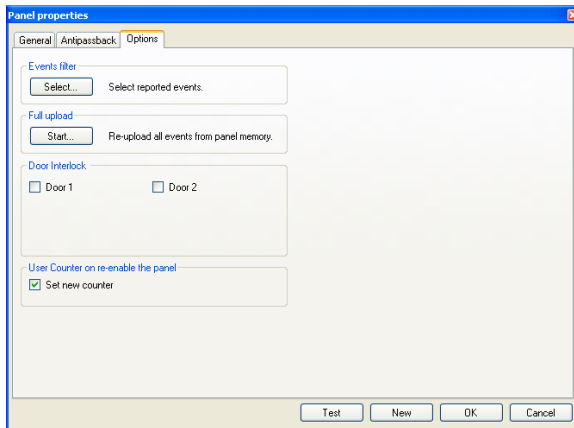 Panel properties
General Antipassback Options
Events filter
Select... Select reported events.
Full upload
Start... Re-upload all events from panel memory.
Door Interlock
Door 1 Door 2
User Counter on re-enable the panel
Set new counter
Test New OK Cancel